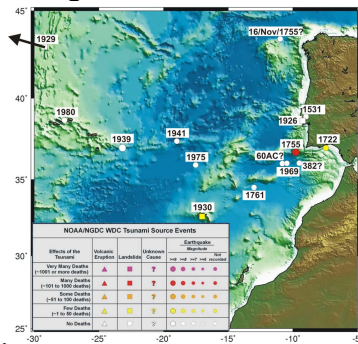 45˚
16/Nov/1755?
1929
40˚
1531
1980
1926
1941
1939
1755
1722
1975
60AC?
382?
35˚
1969
1761
1930
NOAA/NGDC WDC Tsunami Source Events
Effects of the Tsunami
Volcanic Eruption
Landslide
Unknown Cause
Earthquake
Magnitude
Not recorded
Very Many Deaths
(~1001 or more deaths)
?
Many Deaths
(~101 to 1000 deaths)
?
Some Deaths
(~51 to 100 deaths)
?
Few Deaths
(~1 to 50 deaths)
?
No Deaths
?
25˚
-30˚
-25˚
-20˚
-15˚
-10˚
-5˚